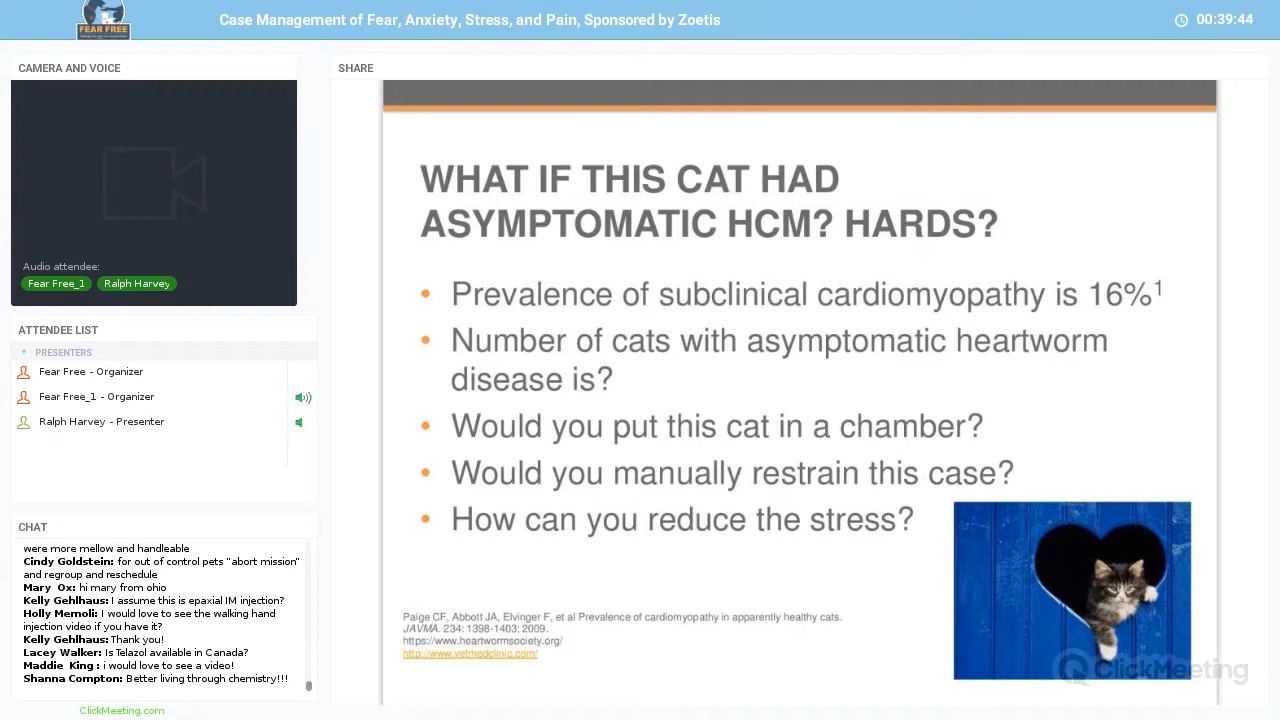 FEAR FREE
Case Management of Fear, Anxiety, Stress, and Pain, Sponsored by Zoetis
00:39:44
CAMERA AND VOICE
Audio attendee:
Fear Free_1
Ralph Harvey
ATTENDEE LIST
PRESENTERS
Fear Free - Organizer
Fear Free_1 - Organizer
Ralph Harvey - Presenter
CHAT
were more mellow and handleable
Cindy Goldstein: for out of control pets "abort mission"
and regroup and reschedule
Mary Ox: hi mary from ohio
Kelly Gehlhaus: I assume this is epaxial IM injection?
Holly Memoli: I would love to see the walking hand
injection video if you have it?
Kelly Gehlhaus: Thank you!
Lacey Walker: Is Telazol available in Canada?
Maddie King : i would love to see a video!
Shanna Compton: Better living through chemistry!!!
ClickMeeting.com
SHARE
WHAT IF THIS CAT HAD
ASYMPTOMATIC HCM? HARDS?
• Prevalence of subclinical cardiomyopathy is 16%¹
• Number of cats with asymptomatic heartworm
disease is?
• Would you put this cat in a chamber?
• Would you manually restrain this case?
• How can you reduce the stress?
Paige CF, Abbott JA, Elvinger F, et al Prevalence of cardiomyopathy in apparently healthy cats.
JAVMA. 234: 1398-1403; 2009.
https://www.heartwormsociety.org/
http://www.vetmedclinic.com/
ClickMeeting